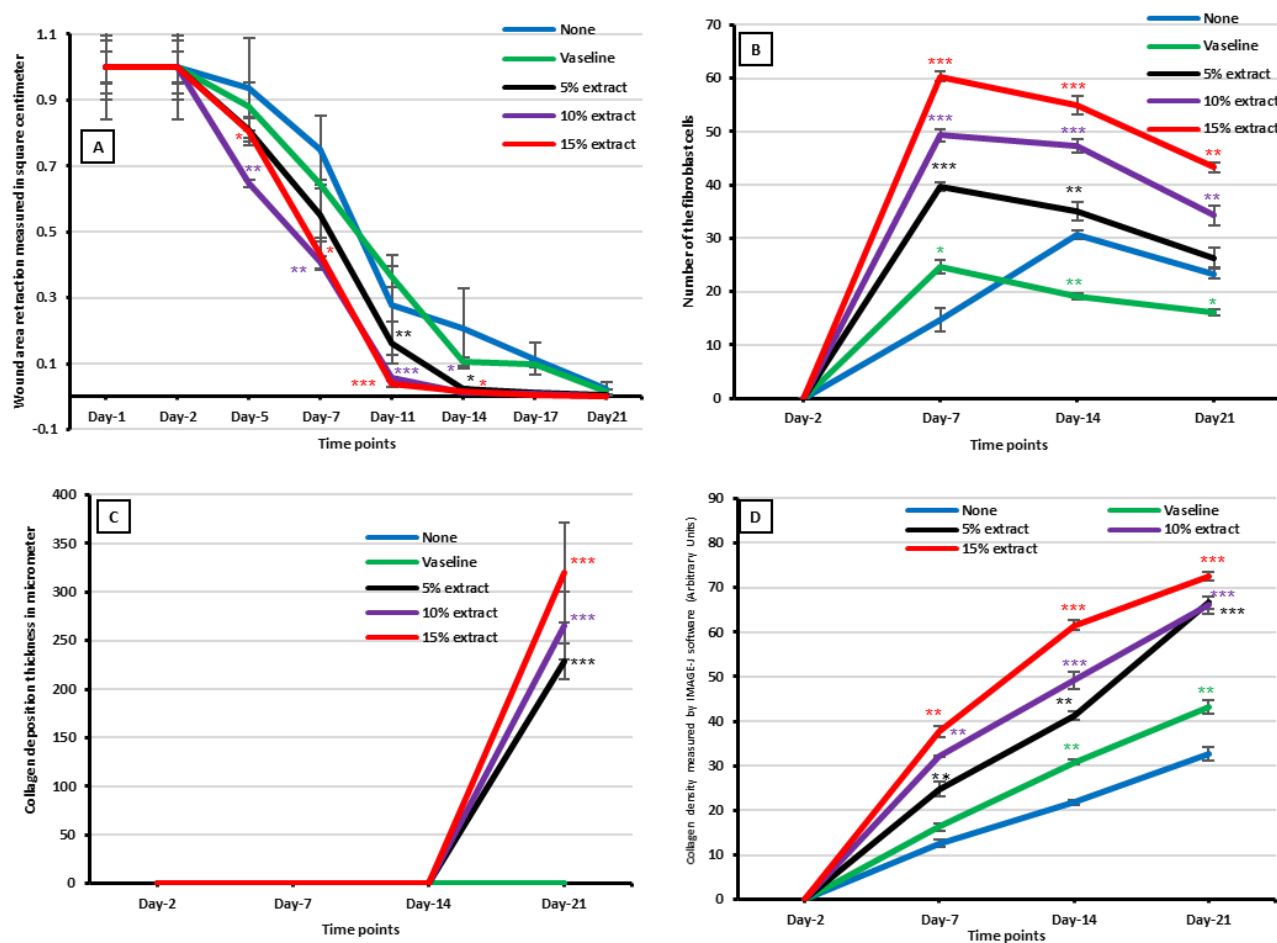 A
Wound area retraction measured in square centimeter
1.1
0.9
0.7
0.5
0.3
0.1
-0.1
None
Vaseline
5% extract
10% extract
15% extract
*
**
**
*
**
***
***
*
*
*
Day-1 Day-2 Day-5 Day-7 Day-11 Day-14 Day-17 Day21
Time points
B
Number of the fibroblast cells
70
60
50
40
30
20
10
0
None
Vaseline
5% extract
10% extract
15% extract
*** *** **
*** *** **
*** **
* ** *
Day-2 Day-7 Day-14 Day21
Time points
C
Collagen deposition thickness in micrometer
400
350
300
250
200
150
100
50
0
None
Vaseline
5% extract
10% extract
15% extract
***
***
***
Day-2 Day-7 Day-14 Day-21
Time points
D
Collagen density measured by IMAGE-J software (Arbitrary Units)
90
80
70
60
50
40
30
20
10
0
None Vaseline
5% extract 10% extract
15% extract
** *** ***
** *** ***
** ** ***
** **
Day-2 Day-7 Day-14 Day-21
Time points